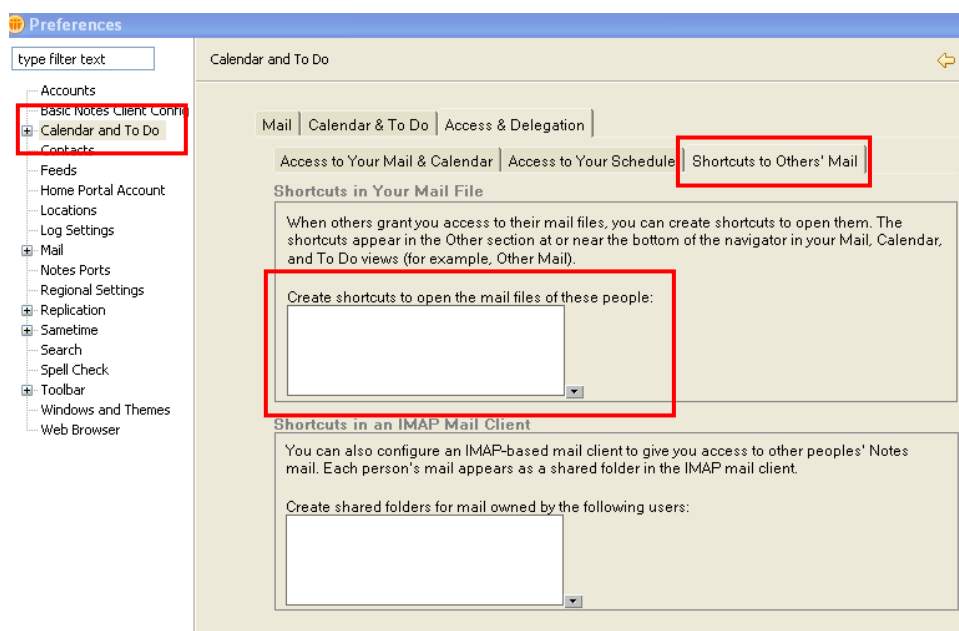 Preferences
type filter text
Calendar and To Do
Accounts
Basic Notes Client Config
Calendar and To Do
Contacts
Feeds
Home Portal Account
Locations
Log Settings
Mail
Notes Ports
Regional Settings
Replication
Sametime
Search
Spell Check
Toolbar
Windows and Themes
Web Browser
Mail Calendar & To Do Access & Delegation
Access to Your Mail & Calendar Access to Your Schedule Shortcuts to Others' Mail
Shortcuts in Your Mail File
When others grant you access to their mail files, you can create shortcuts to open them. The
shortcuts appear in the Other section at or near the bottom of the navigator in your Mail, Calendar,
and To Do views (for example, Other Mail).
Create shortcuts to open the mail files of these people:
Shortcuts in an IMAP Mail Client
You can also configure an IMAP-based mail client to give you access to other peoples' Notes
mail. Each person's mail appears as a shared folder in the IMAP mail client.
Create shared folders for mail owned by the following users: